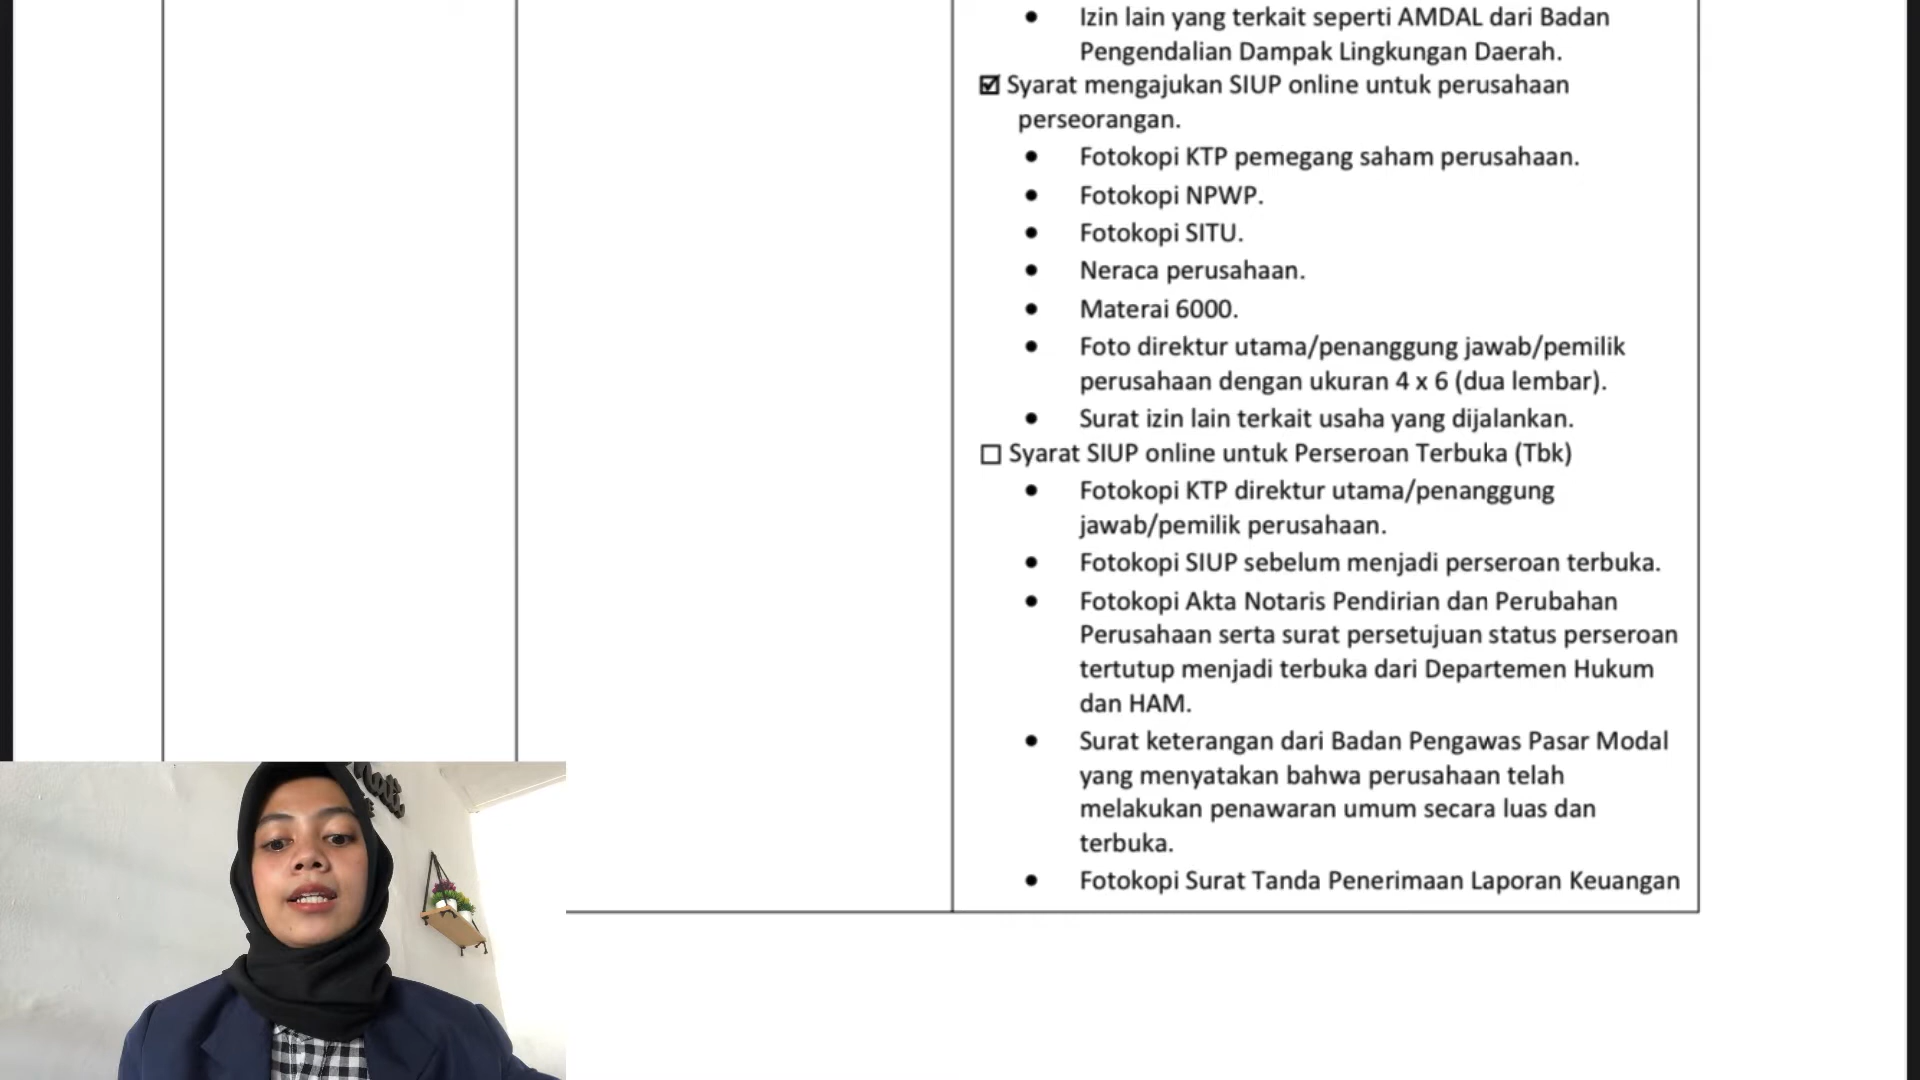 • Izin lain yang terkait seperti AMDAL dari Badan
Pengendalian Dampak Lingkungan Daerah.
☑ Syarat mengajukan SIUP online untuk perusahaan
perseorangan.
• Fotokopi KTP pemegang saham perusahaan.
• Fotokopi NPWP.
• Fotokopi SITU.
• Neraca perusahaan.
• Materai 6000.
• Foto direktur utama/penanggung jawab/pemilik
perusahaan dengan ukuran 4 x 6 (dua lembar).
• Surat izin lain terkait usaha yang dijalankan.
☐ Syarat SIUP online untuk Perseroan Terbuka (Tbk)
• Fotokopi KTP direktur utama/penanggung
jawab/pemilik perusahaan.
• Fotokopi SIUP sebelum menjadi perseroan terbuka.
• Fotokopi Akta Notaris Pendirian dan Perubahan
Perusahaan serta surat persetujuan status perseroan
tertutup menjadi terbuka dari Departemen Hukum
dan HAM.
• Surat keterangan dari Badan Pengawas Pasar Modal
yang menyatakan bahwa perusahaan telah
melakukan penawaran umum secara luas dan
terbuka.
• Fotokopi Surat Tanda Penerimaan Laporan Keuangan